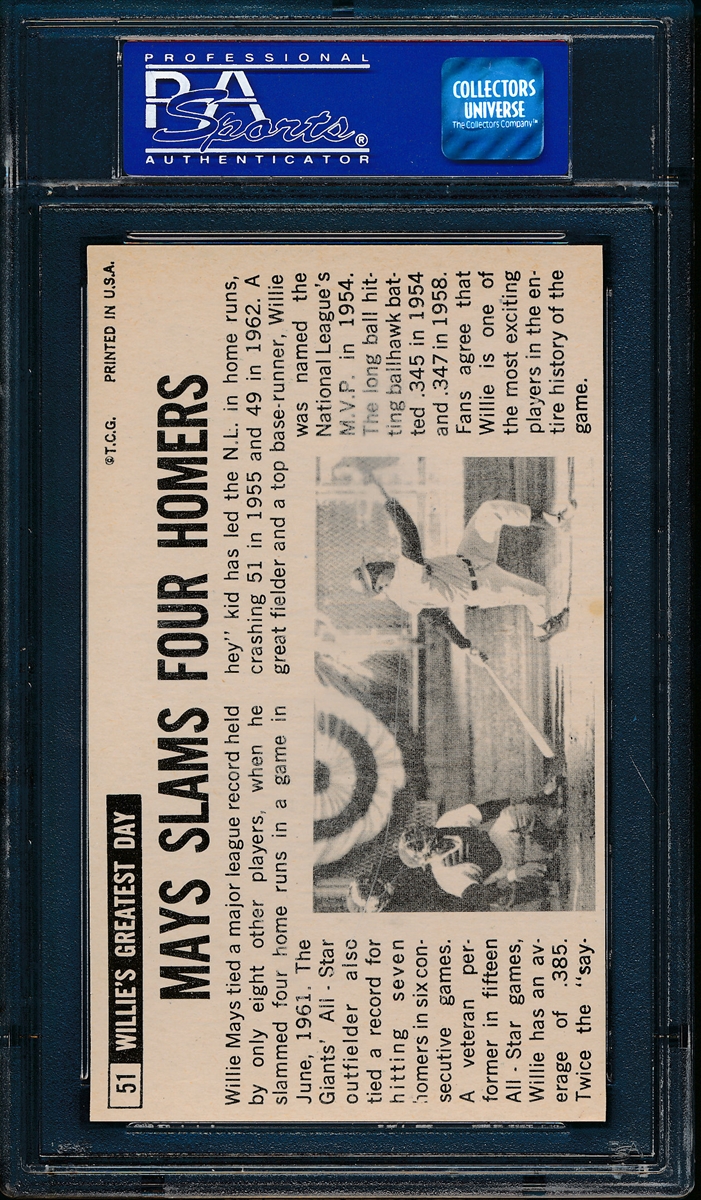 PROFESSIONAL
PSA
Sports®
AUTHENTICATOR
COLLECTORS
UNIVERSE
The Collectors Company™
51 WILLIE'S GREATEST DAY
©T.C.G. PRINTED IN U.S.A.
MAYS SLAMS FOUR HOMERS
Willie Mays tied a major league record held
by only eight other players, when he
slammed four home runs in a game in
June, 1961. The
Giants' All - Star
outfielder also
tied a record for
hitting seven
homers in six con-
secutive games.
A veteran per-
former in fifteen
All - Star games,
Willie has an av-
erage of .385.
Twice the "say-
hey" kid has led the N.L. in home runs,
crashing 51 in 1955 and 49 in 1962. A
great fielder and a top base-runner, Willie
was named the
National League's
M.V.P. in 1954.
The long ball hit-
ting ballhawk bat-
ted .345 in 1954
and .347 in 1958.
Fans agree that
Willie is one of
the most exciting
players in the en-
tire history of the
game.